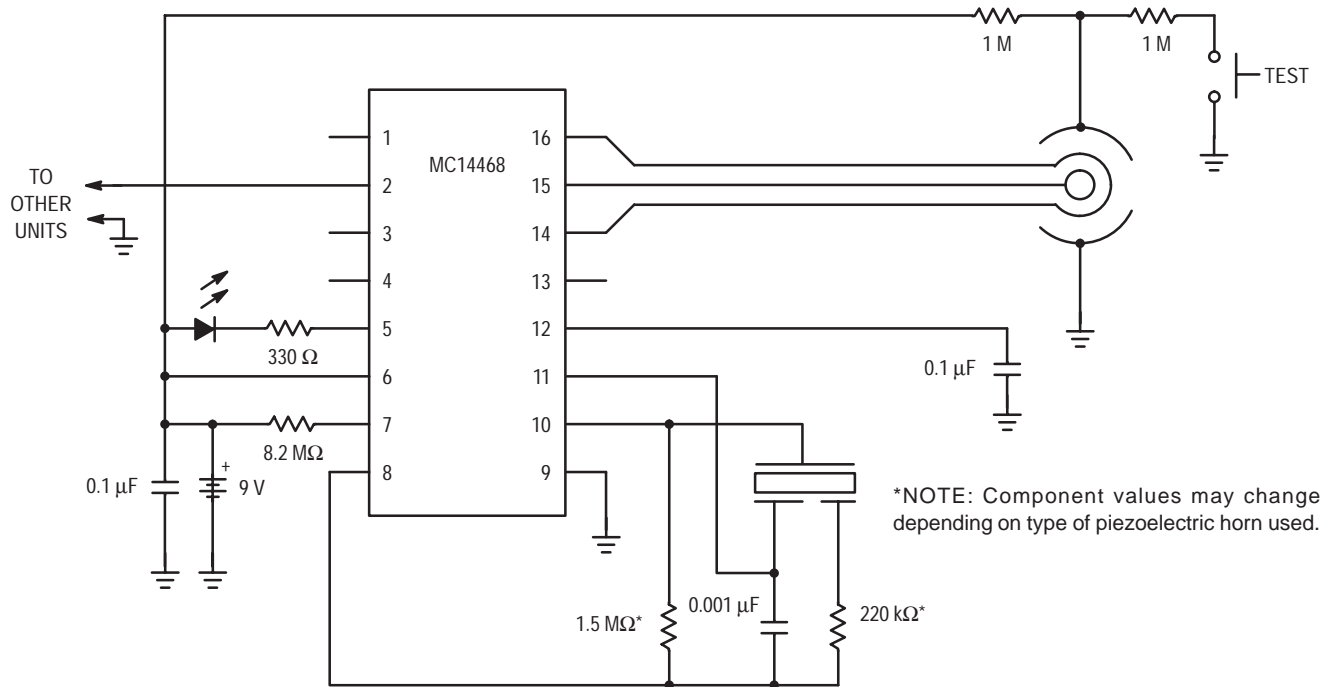 1 M
1 M
TEST
MC14468
1
2
3
4
5
6
7
8
16
15
14
13
12
11
10
9
TO
OTHER
UNITS
330 Ω
8.2 MΩ
0.1 μF
+
9 V
0.1 μF
1.5 MΩ*
0.001 μF
220 kΩ*
*NOTE: Component values may change
depending on type of piezoelectric horn used.